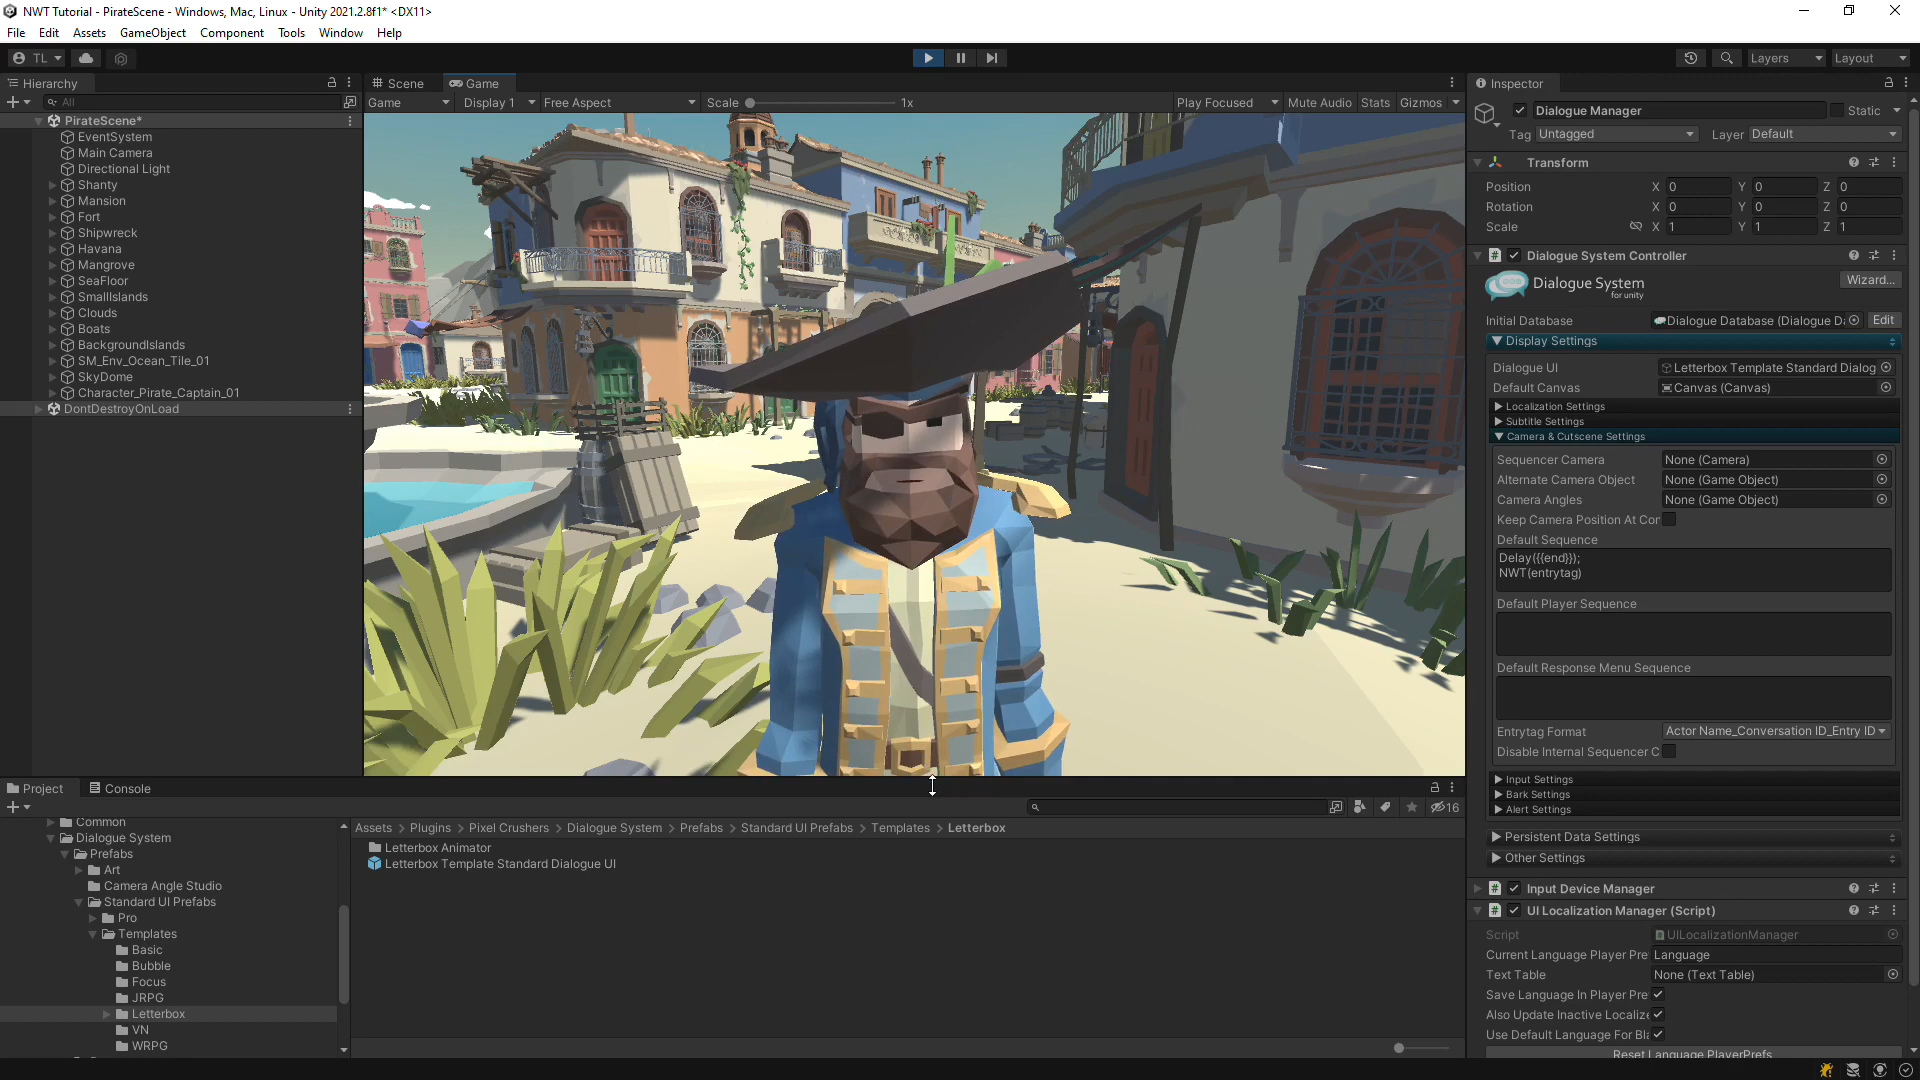 NWT Tutorial - PirateScene - Windows, Mac, Linux - Unity 2021.2.8f1* <DX11>
File Edit Assets GameObject Component Tools Window Help
TL
Layers
Layout
Hierarchy
All
PirateScene*
EventSystem
Main Camera
Directional Light
Shanty
Mansion
Fort
Shipwreck
Havana
Mangrove
SeaFloor
SmallIslands
Clouds
Boats
BackgroundIslands
SM_Env_Ocean_Tile_01
SkyDome
Character_Pirate_Captain_01
DontDestroyOnLoad
Scene Game
Game Display 1 Free Aspect Scale 1x Play Focused Mute Audio Stats Gizmos
Inspector
Dialogue Manager Static
Tag Untagged Layer Default
Transform
Position X 0 Y 0 Z 0
Rotation X 0 Y 0 Z 0
Scale X 1 Y 1 Z 1
Dialogue System Controller
Dialogue System
for unity
Wizard...
Initial Database Dialogue Database (Dialogue Da Edit
Display Settings
Dialogue UI Letterbox Template Standard Dialog
Default Canvas Canvas (Canvas)
Localization Settings
Subtitle Settings
Camera & Cutscene Settings
Sequencer Camera None (Camera)
Alternate Camera Object None (Game Object)
Camera Angles None (Game Object)
Keep Camera Position At Cor
Default Sequence
Delay({{end}});
NWT(entrytag)
Default Player Sequence
Default Response Menu Sequence
Entrytag Format Actor Name_Conversation ID_Entry ID
Disable Internal Sequencer C
Input Settings
Bark Settings
Alert Settings
Persistent Data Settings
Other Settings
Input Device Manager
UI Localization Manager (Script)
Script UILocalizationManager
Current Language Player Pre Language
Text Table None (Text Table)
Save Language In Player Pre
Also Update Inactive Localize
Use Default Language For Bla
Reset Language PlayerPrefs
Project Console
16
Common
Dialogue System
Prefabs
Art
Camera Angle Studio
Standard UI Prefabs
Pro
Templates
Basic
Bubble
Focus
JRPG
Letterbox
VN
WRPG
Assets > Plugins > Pixel Crushers > Dialogue System > Prefabs > Standard UI Prefabs > Templates > Letterbox
Letterbox Animator
Letterbox Template Standard Dialogue UI